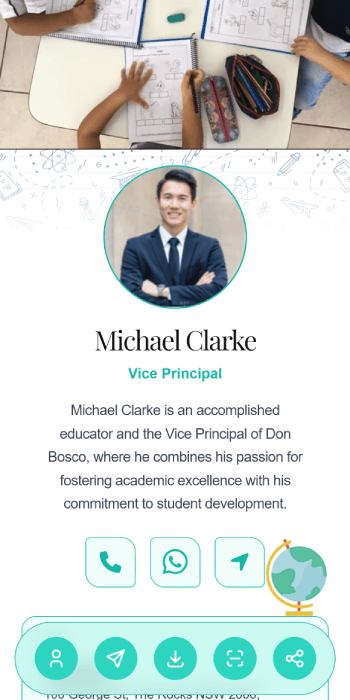 Michael Clarke
Vice Principal
Michael Clarke is an accomplished
educator and the Vice Principal of Don
Bosco, where he combines his passion for
fostering academic excellence with his
commitment to student development.
100 George St, The Rocks NSW 2000,